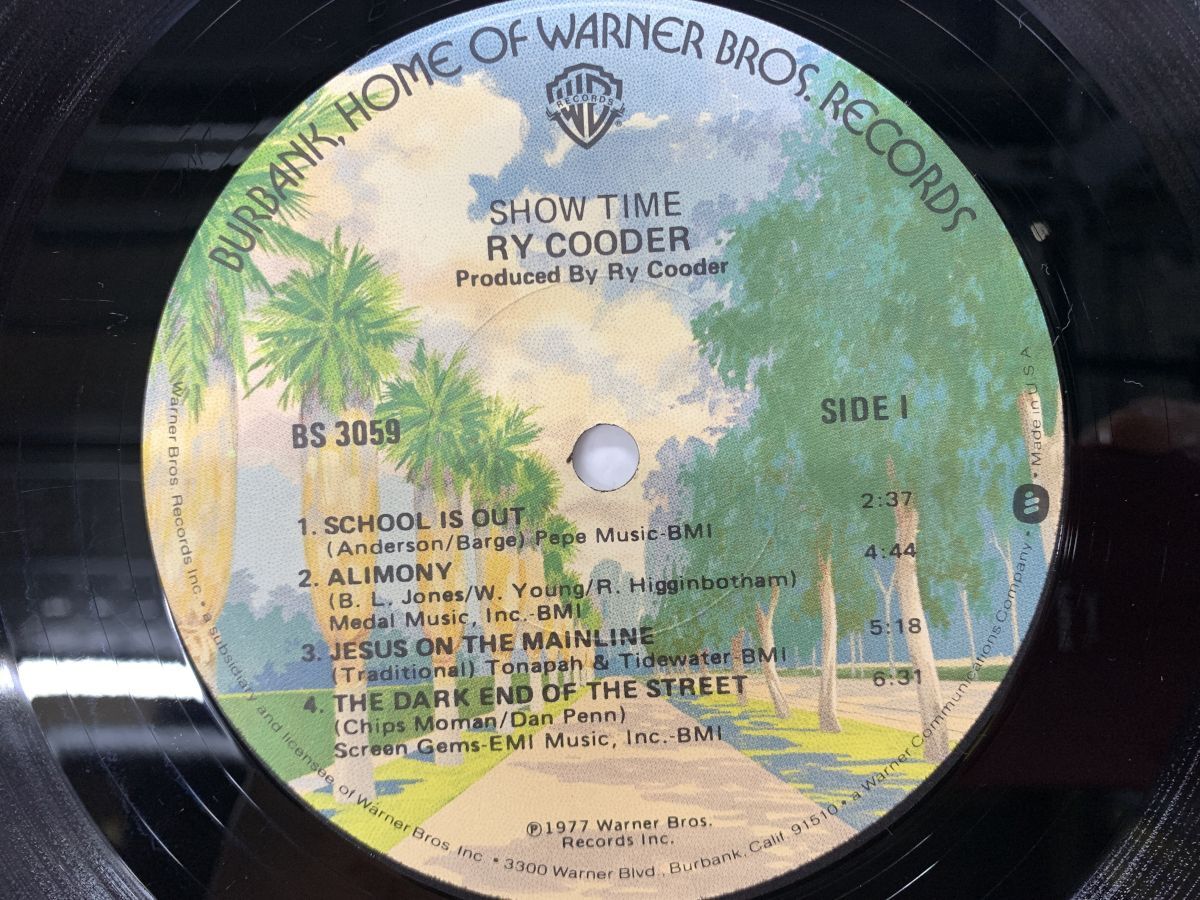 BURBANK, HOME OF WARNER BROS. RECORDS
RECORDS
SHOW TIME
RY COODER
Produced By Ry Cooder
BS 3059
SIDE I
1. SCHOOL IS OUT 2:37
(Anderson/Barge) Pepe Music-BMI
2. ALIMONY 4:44
(B. L. Jones/W. Young/R. Higginbotham)
Medal Music, Inc.-BMI
3. JESUS ON THE MAINLINE 5:18
(Traditional) Tonapah & Tidewater-BMI
4. THE DARK END OF THE STREET 6:31
(Chips Moman/Dan Penn)
Screen Gems-EMI Music, Inc.-BMI
℗1977 Warner Bros.
Records Inc.
Warner Bros. Records Inc. • a subsidiary and licensee of Warner Bros. Inc. • 3300 Warner Blvd., Burbank, Calif. 91510 • a Warner Communications Company • Made in U S A